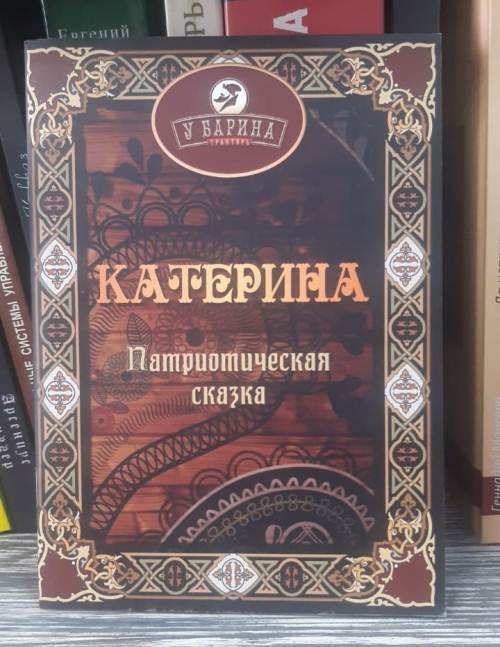 Евгений
У БАРИНА
ТРАКТИРЪ
КАТЕРИНА
Патриотическая
сказка